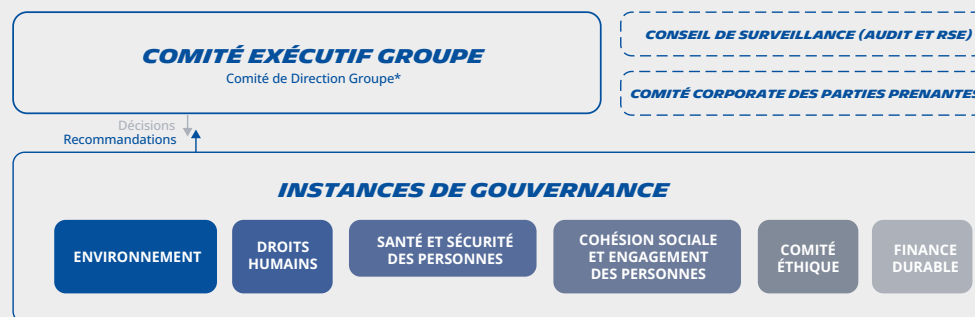 COMITÉ EXÉCUTIF GROUPE
Comité de Direction Groupe*
CONSEIL DE SURVEILLANCE (AUDIT ET RSE)
COMITÉ CORPORATE DES PARTIES PRENANTES
Décisions
Recommandations
INSTANCES DE GOUVERNANCE
ENVIRONNEMENT
DROITS
HUMAINS
SANTÉ ET SÉCURITÉ
DES PERSONNES
COHÉSION SOCIALE
ET ENGAGEMENT
DES PERSONNES
COMITÉ
ÉTHIQUE
FINANCE
DURABLE